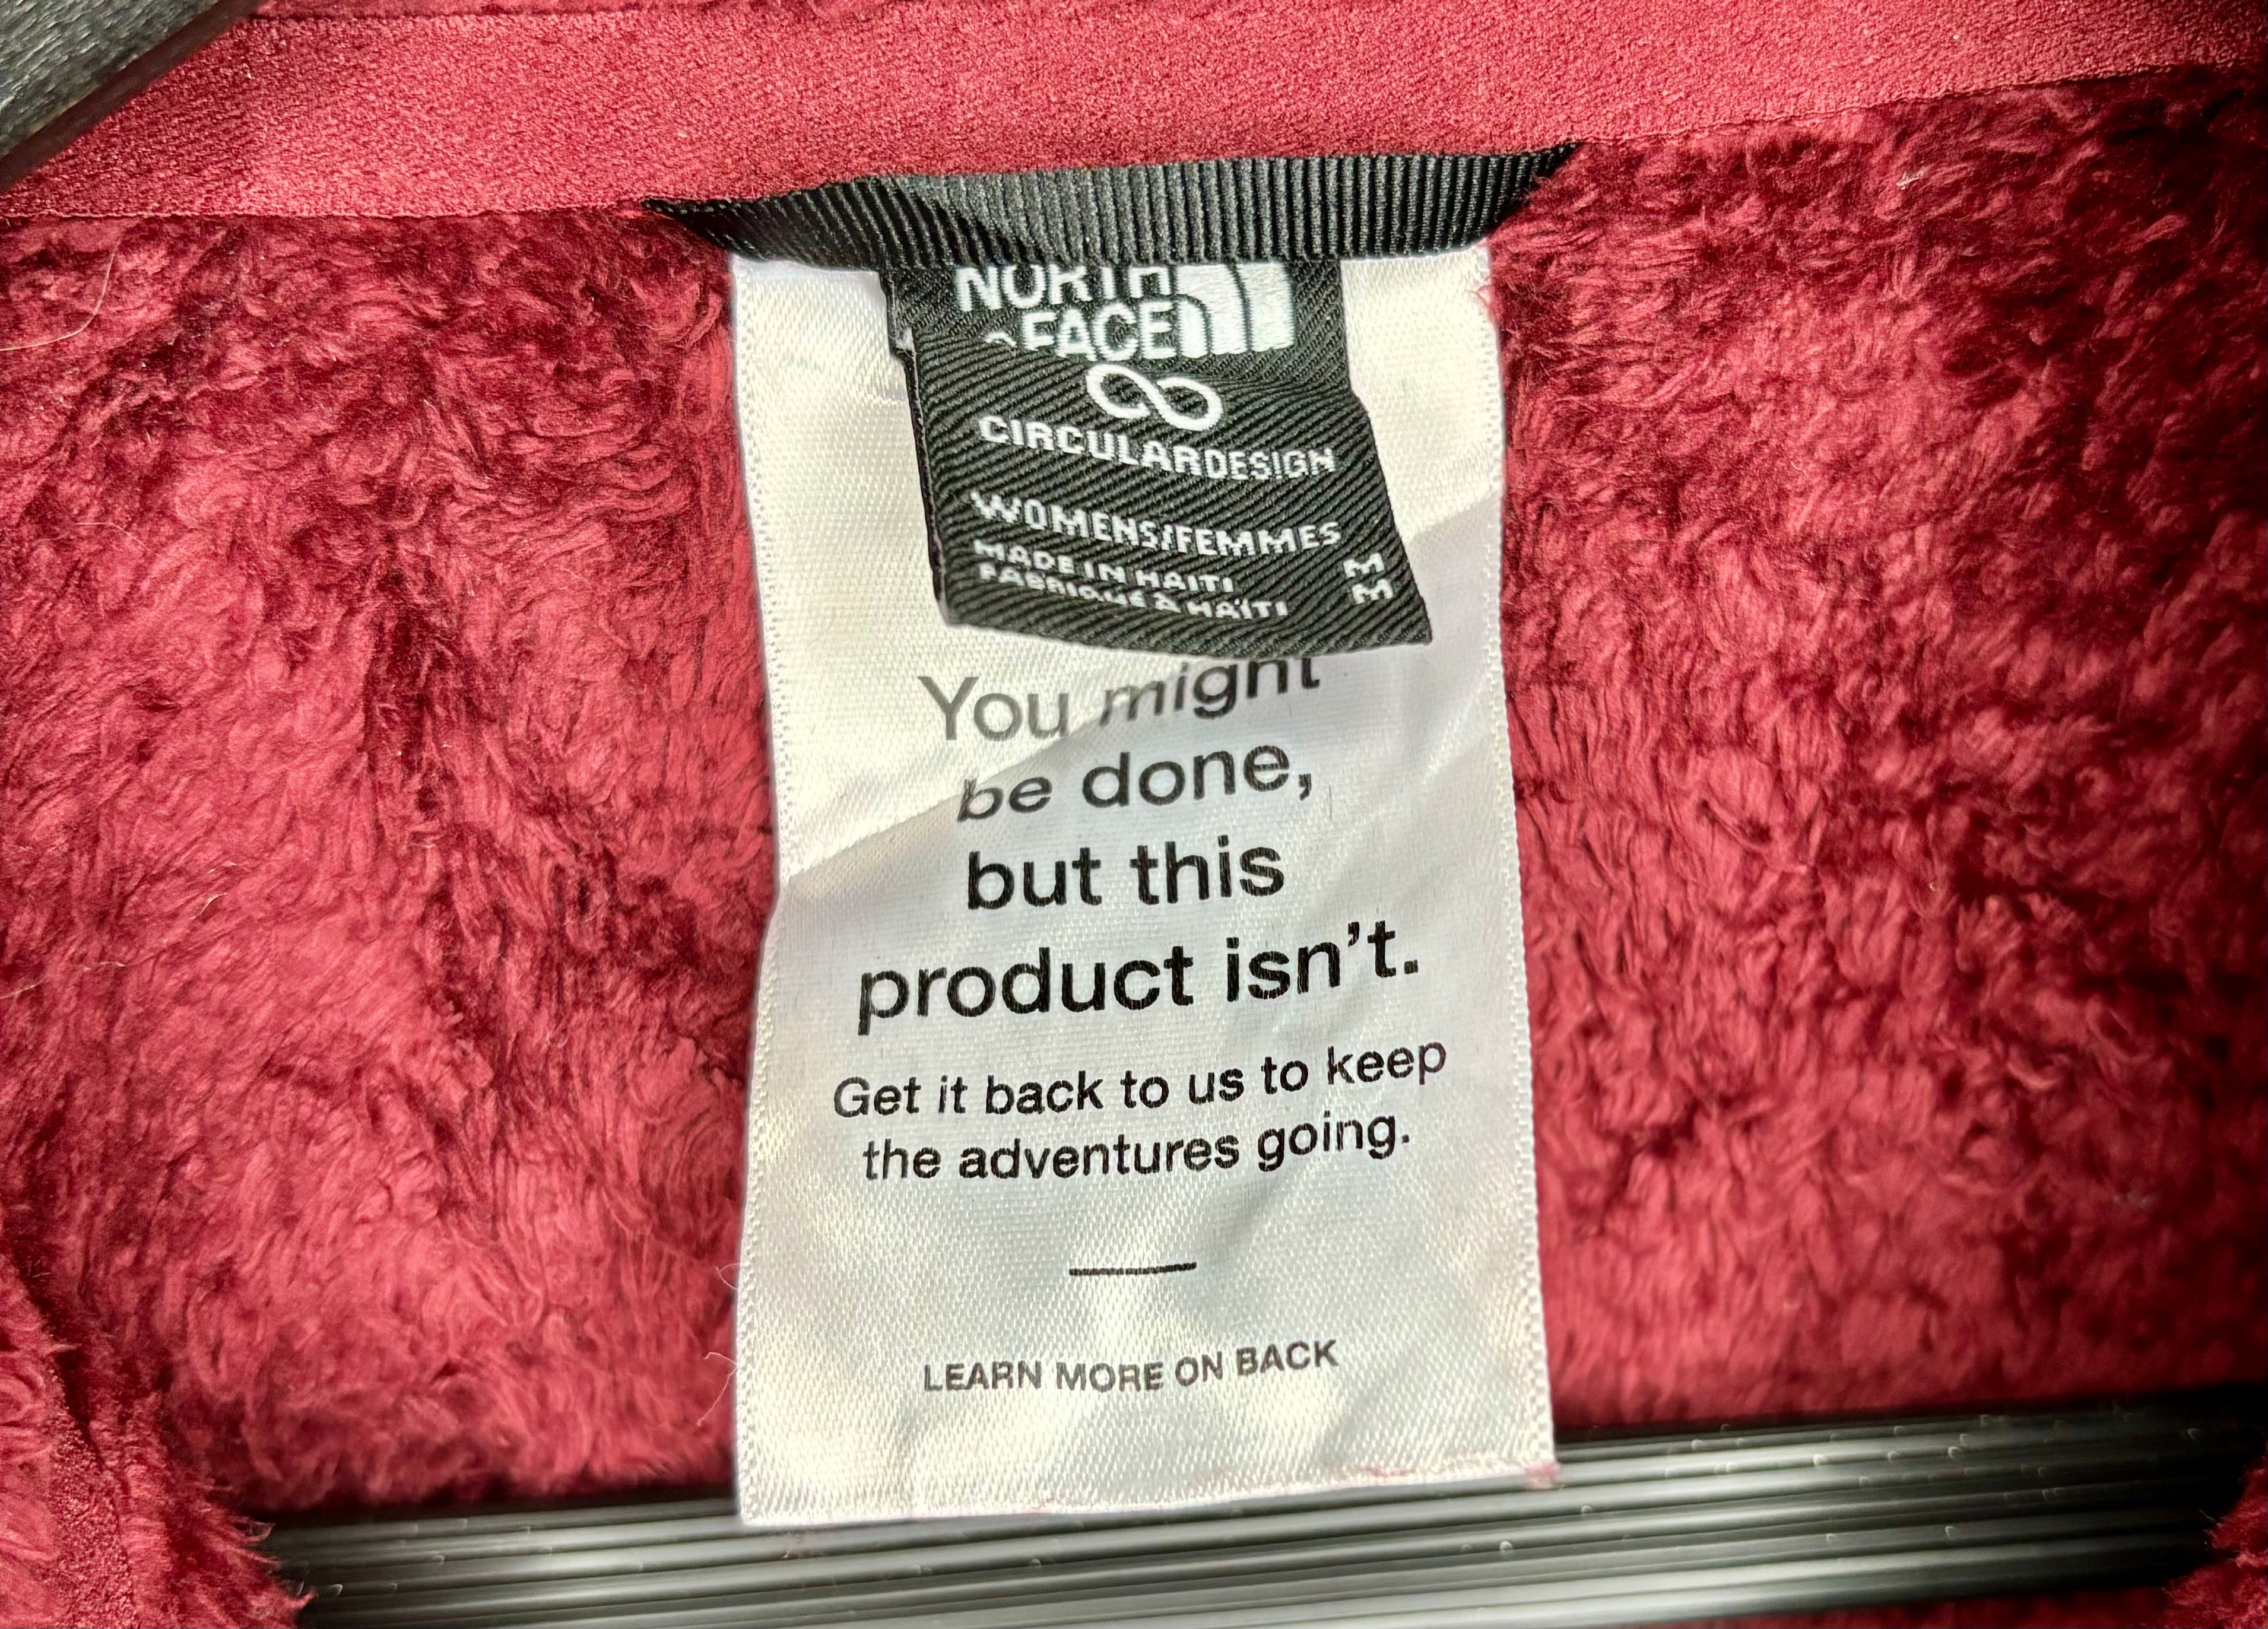 NORTH
FACE
CIRCULARDESIGN
WOMENS/FEMMES
MADE IN HAITI M
FABRIQUÉ À HAÏTI M
You might
be done,
but this
product isn't.
Get it back to us to keep
the adventures going.
LEARN MORE ON BACK